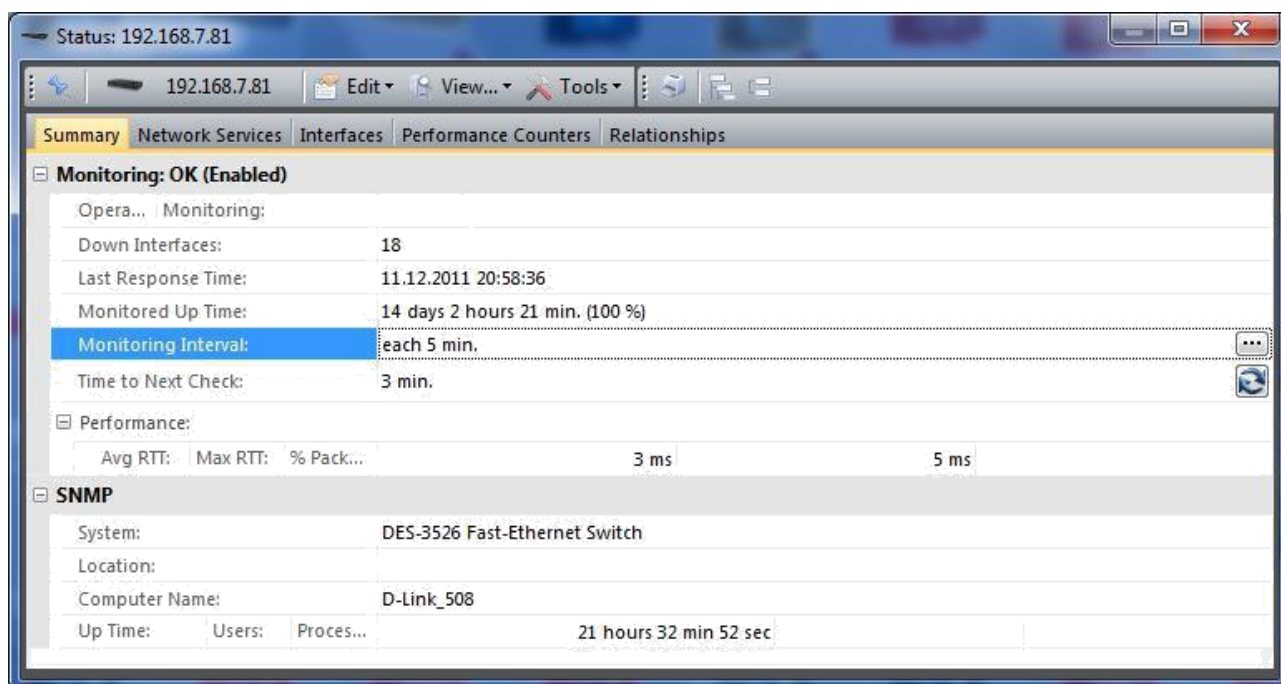 Status: 192.168.7.81
192.168.7.81 Edit View... Tools
Summary Network Services Interfaces Performance Counters Relationships
Monitoring: OK (Enabled)
Opera... Monitoring:
Down Interfaces: 18
Last Response Time: 11.12.2011 20:58:36
Monitored Up Time: 14 days 2 hours 21 min. (100 %)
Monitoring Interval: each 5 min. ...
Time to Next Check: 3 min.
Performance:
Avg RTT: Max RTT: % Pack... 3 ms 5 ms
SNMP
System: DES-3526 Fast-Ethernet Switch
Location:
Computer Name: D-Link_508
Up Time: Users: Proces... 21 hours 32 min 52 sec